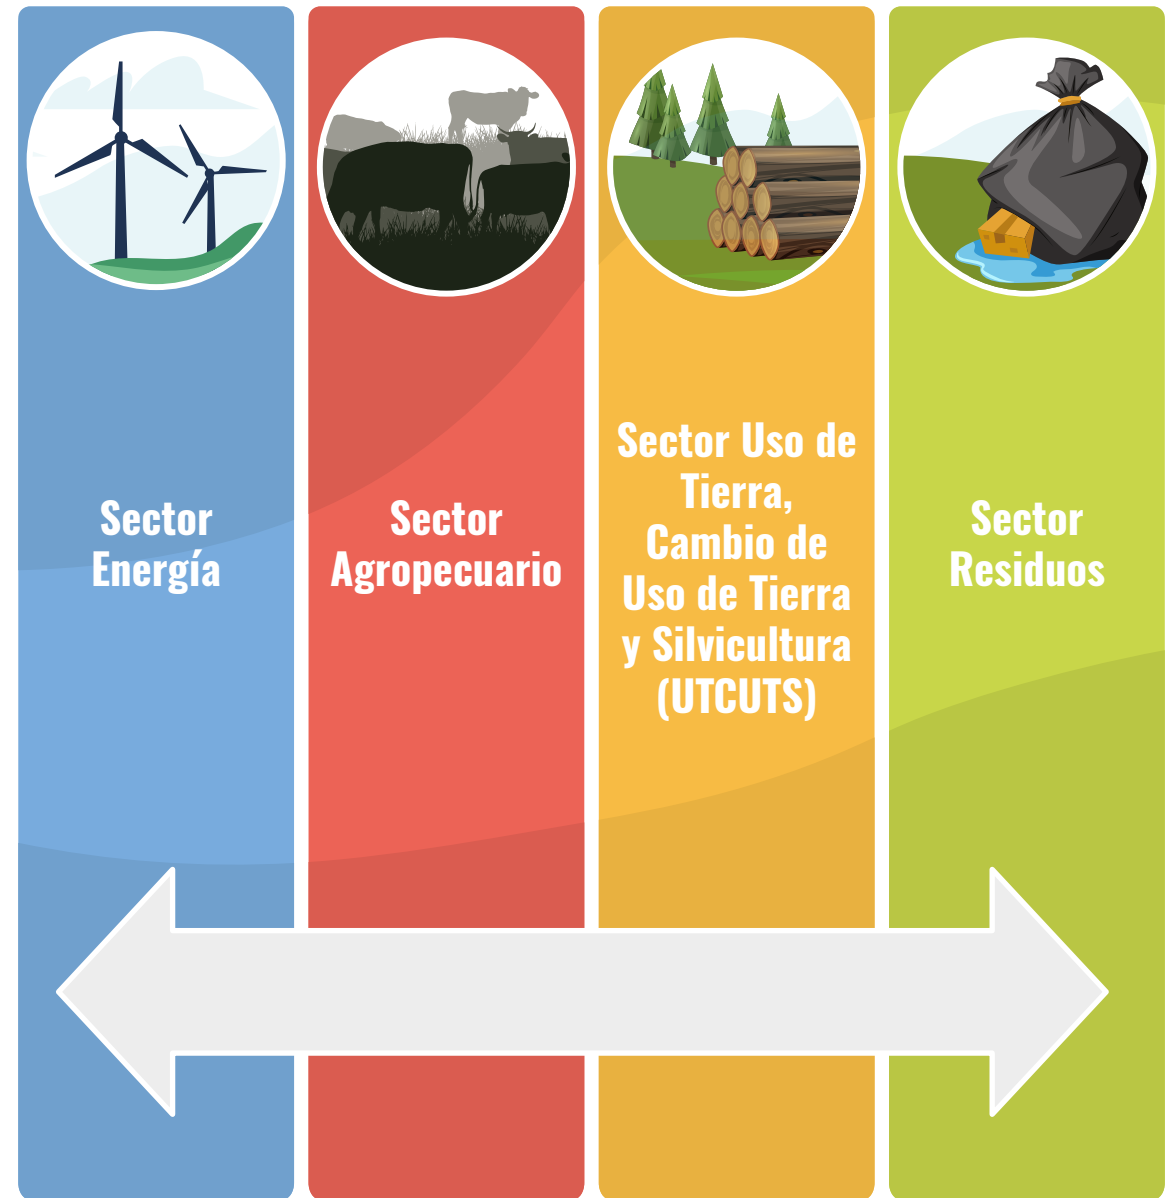 Sector
Energía
Sector
Agropecuario
Sector Uso de
Tierra,
Cambio de
Uso de Tierra
y Silvicultura
(UTCUTS)
Sector
Residuos